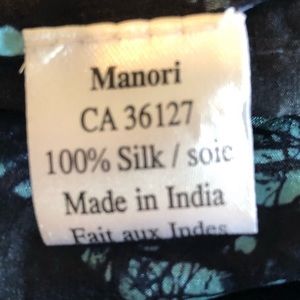 Manori
CA 36127
100% Silk / soie
Made in India
Fait aux Indes